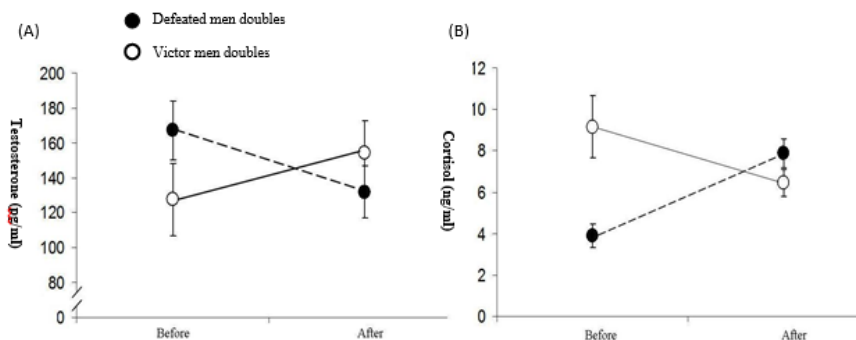 (A)
Defeated men doubles
Victor men doubles
(B)
Testosterone (pg/ml)
200
180
160
140
120
100
80
0
Before
After
Cortisol (ng/ml)
12
10
8
6
4
2
0
Before
After